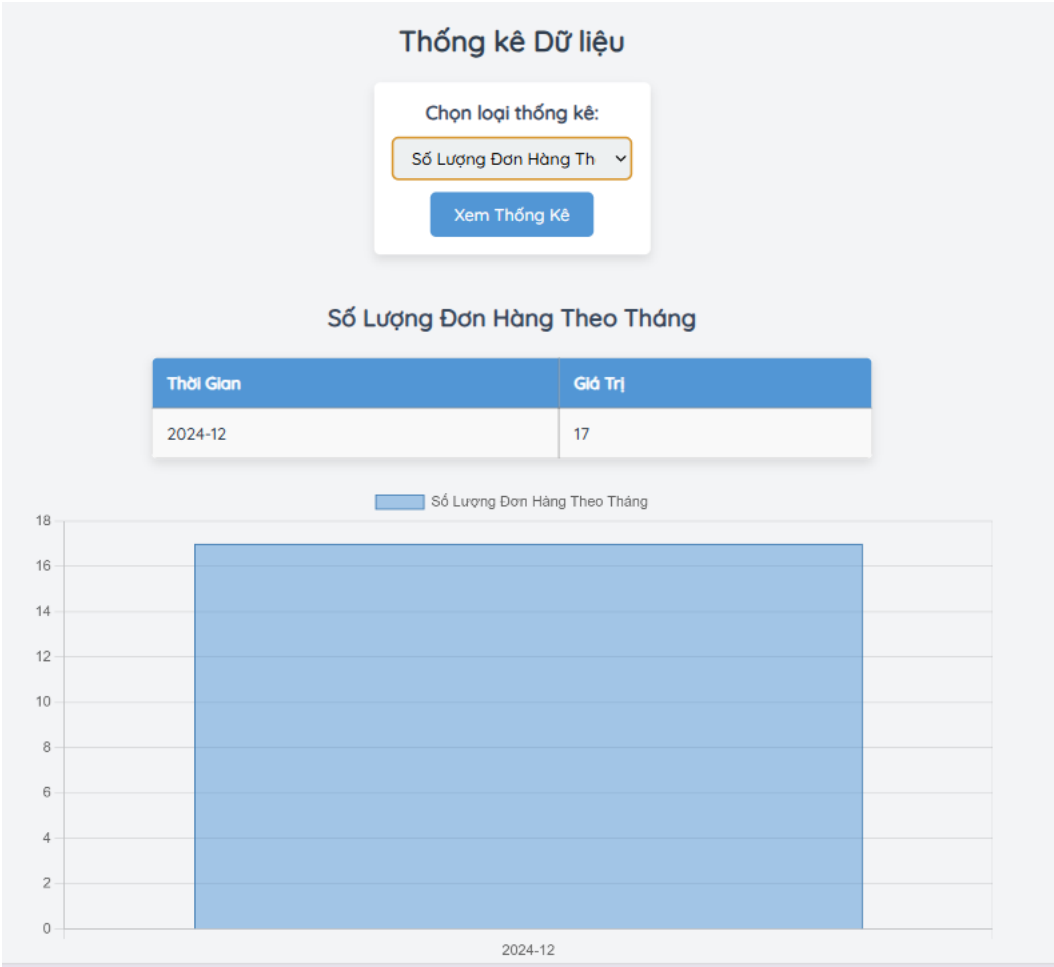 Thống kê Dữ liệu
Chọn loại thống kê:
Số Lượng Đơn Hàng Th
Xem Thống Kê
Số Lượng Đơn Hàng Theo Tháng
Thời Gian Giá Trị
2024-12 17
Số Lượng Đơn Hàng Theo Tháng
18
16
14
12
10
8
6
4
2
0
2024-12